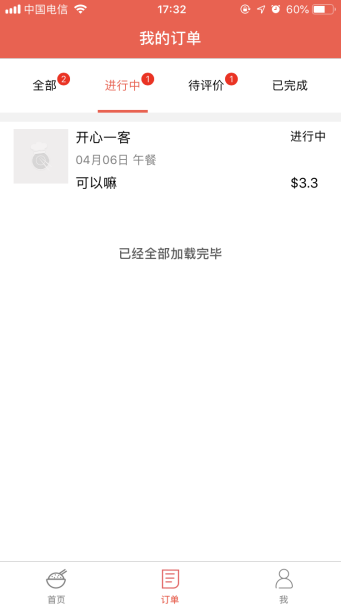 中国电信 17:32 60%
我的订单
全部 2 进行中 1 待评价 1 已完成
开心一客 进行中
04月06日 午餐
可以嘛 $3.3
已经全部加载完毕
首页 订单 我